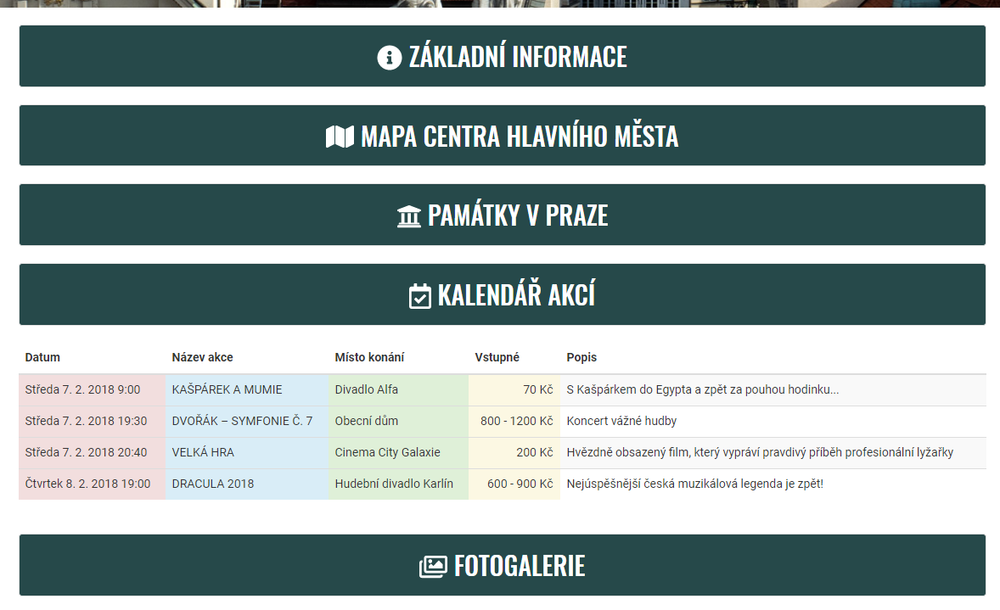 ZÁKLADNÍ INFORMACE
MAPA CENTRA HLAVNÍHO MĚSTA
PAMÁTKY V PRAZE
KALENDÁŘ AKCÍ
Datum Název akce Místo konání Vstupné Popis
Středa 7. 2. 2018 9:00 KAŠPÁREK A MUMIE Divadlo Alfa 70 Kč S Kašpárkem do Egypta a zpět za pouhou hodinku...
Středa 7. 2. 2018 19:30 DVOŘÁK – SYMFONIE Č. 7 Obecní dům 800 - 1200 Kč Koncert vážné hudby
Středa 7. 2. 2018 20:40 VELKÁ HRA Cinema City Galaxie 200 Kč Hvězdně obsazený film, který vypráví pravdivý příběh profesionální lyžařky
Čtvrtek 8. 2. 2018 19:00 DRACULA 2018 Hudební divadlo Karlín 600 - 900 Kč Nejúspěšnější česká muzikálová legenda je zpět!
FOTOGALERIE